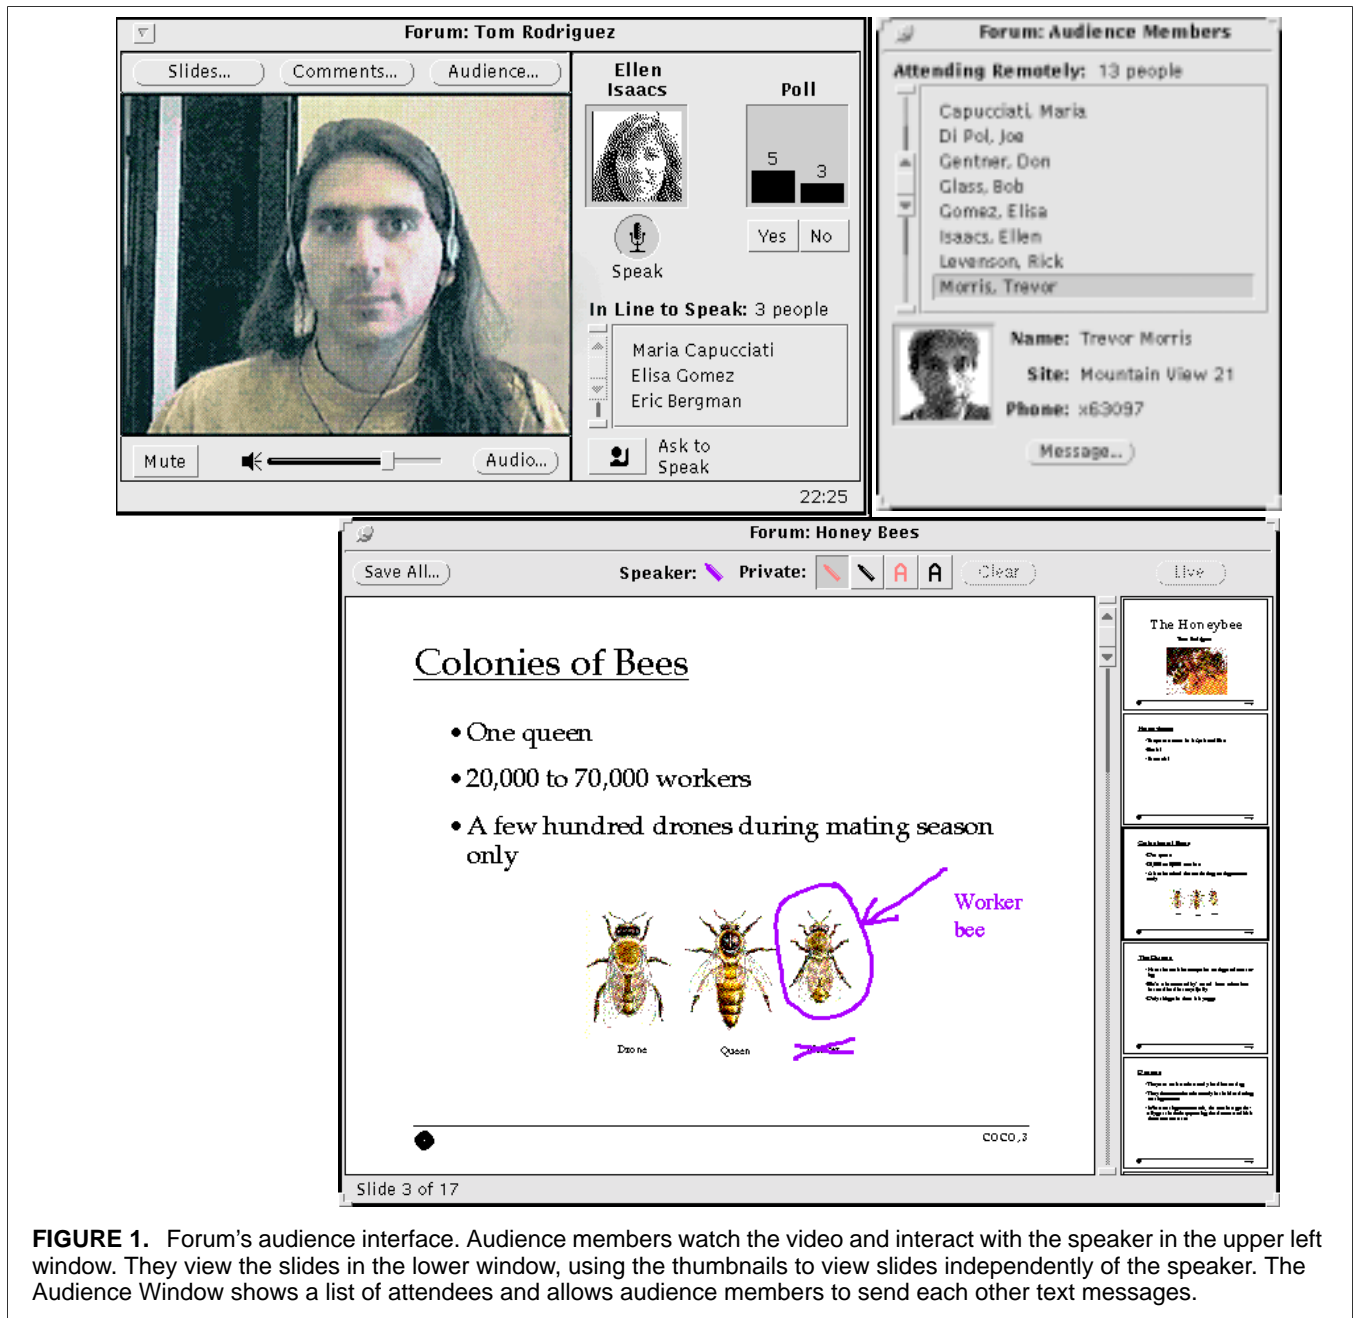 Forum: Tom Rodriguez
Slides...
Comments...
Audience...
Ellen
Isaacs
Speak
Poll
5
3
Yes
No
In Line to Speak: 3 people
Maria Capucciati
Elisa Gomez
Eric Bergman
Ask to
Speak
Mute
Audio...
22:25
Forum: Audience Members
Attending Remotely: 13 people
Capucciati, Maria
Di Pol, Joe
Gentner, Don
Glass, Bob
Gomez, Elisa
Isaacs, Ellen
Levenson, Rick
Morris, Trevor
Name: Trevor Morris
Site: Mountain View 21
Phone: x63097
Message...
Forum: Honey Bees
Save All...
Speaker:
Private:
A
A
Clear
Live
Colonies of Bees
• One queen
• 20,000 to 70,000 workers
• A few hundred drones during mating season
only
Worker
bee
Drone
Queen
COCO,3
Slide 3 of 17
The Honeybee
Colonies of Bees
The Queen
Drones
FIGURE 1. Forum's audience interface. Audience members watch the video and interact with the speaker in the upper left
window. They view the slides in the lower window, using the thumbnails to view slides independently of the speaker. The
Audience Window shows a list of attendees and allows audience members to send each other text messages.